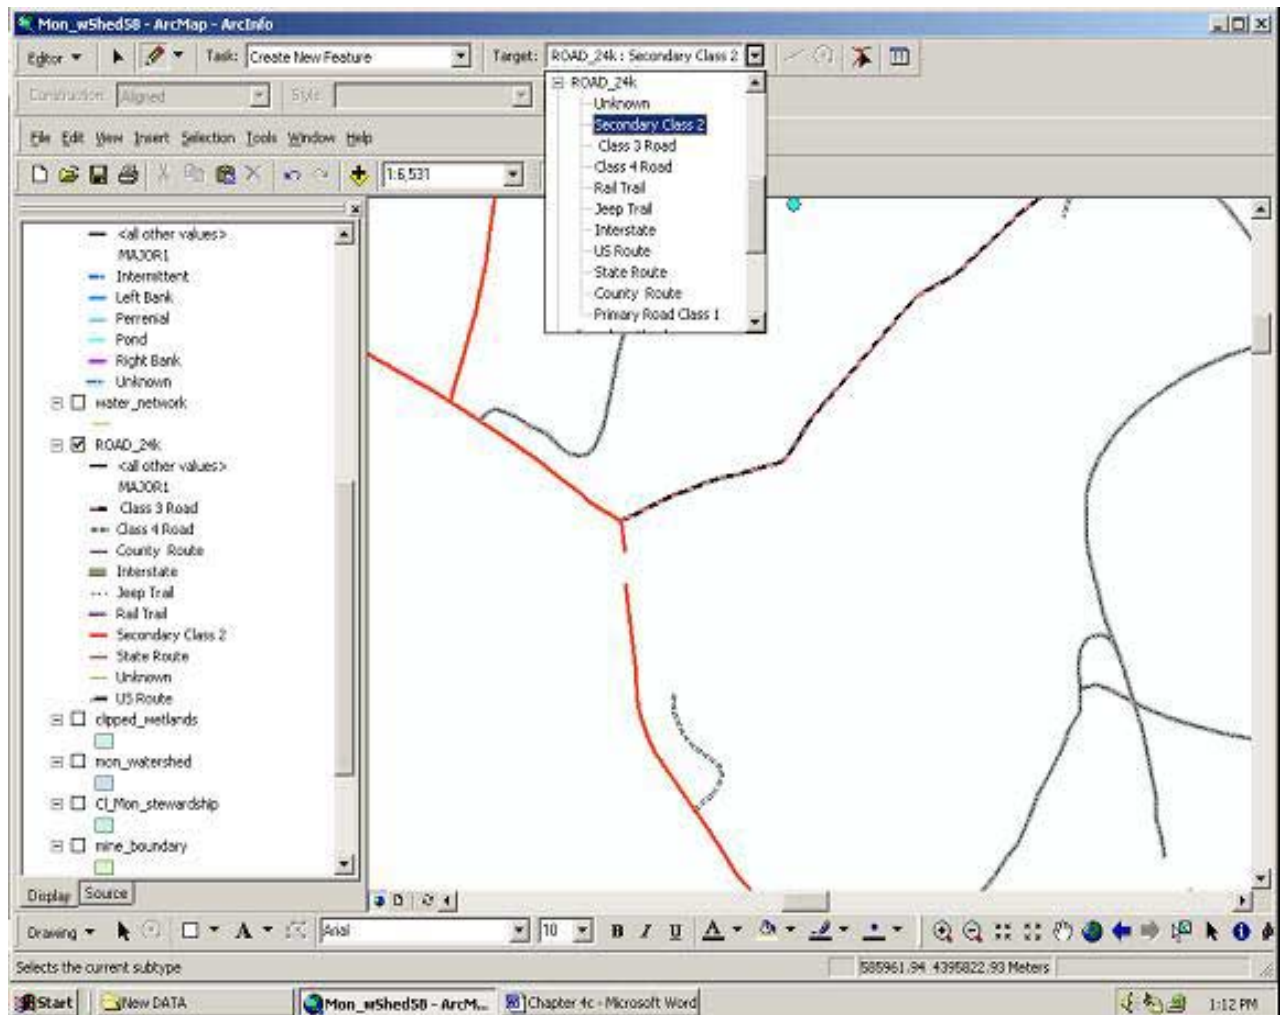 Mon_wShed58 - ArcMap - ArcInfo
Editor Task: Create New Feature Target: ROAD_24k : Secondary Class 2
Construction: Aligned Style:
ROAD_24k
Unknown
Secondary Class 2
Class 3 Road
Class 4 Road
Rail Trail
Jeep Trail
Interstate
US Route
State Route
County Route
Primary Road Class 1
File Edit View Insert Selection Tools Window Help
1:6,531
<all other values>
MAJOR1
Intermittent
Left Bank
Perrenial
Pond
Right Bank
Unknown
water_network
ROAD_24k
<all other values>
MAJOR1
Class 3 Road
Class 4 Road
County Route
Interstate
Jeep Trail
Rail Trail
Secondary Class 2
State Route
Unknown
US Route
clipped_wetlands
mon_watershed
Cl_Mon_stewardship
mine_boundary
Display Source
Drawing A Arial 10 B I U A
Selects the current subtype 585961.94 4395822.93 Meters
Start New DATA Mon_wShed58 - ArcM... Chapter 4c - Microsoft Word 1:12 PM